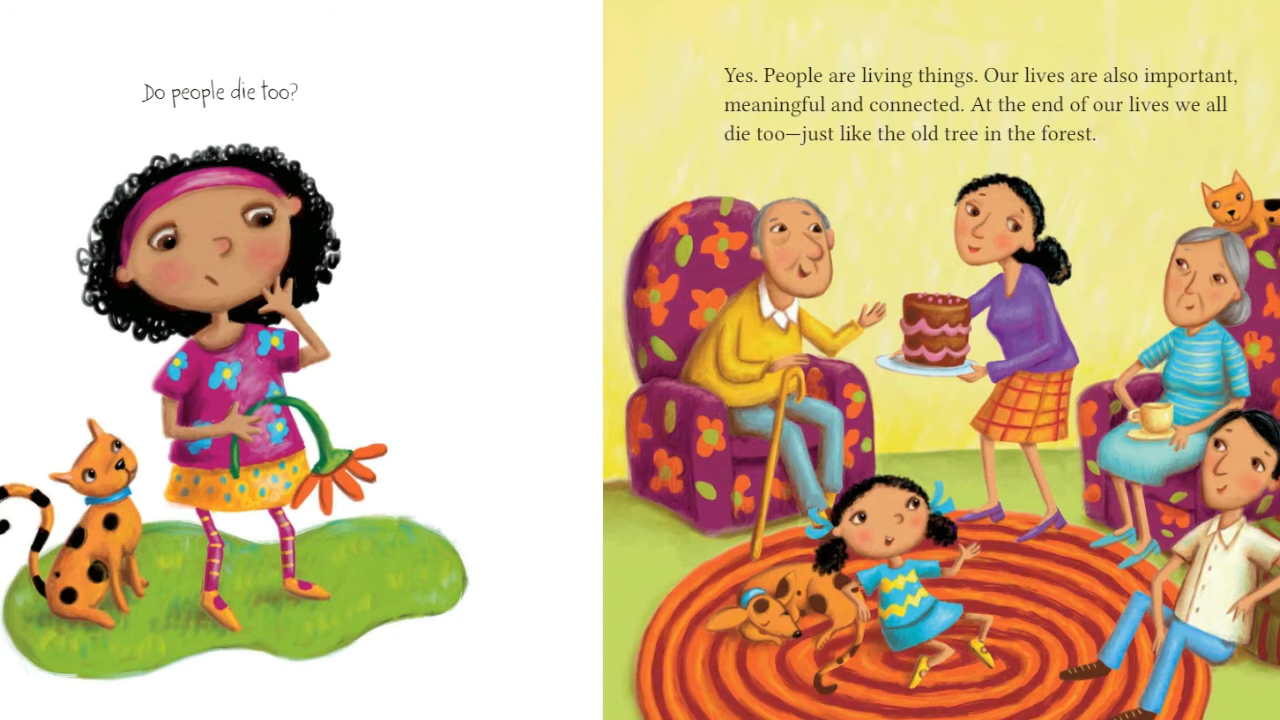 Do people die too?
Yes. People are living things. Our lives are also important,
meaningful and connected. At the end of our lives we all
die too—just like the old tree in the forest.